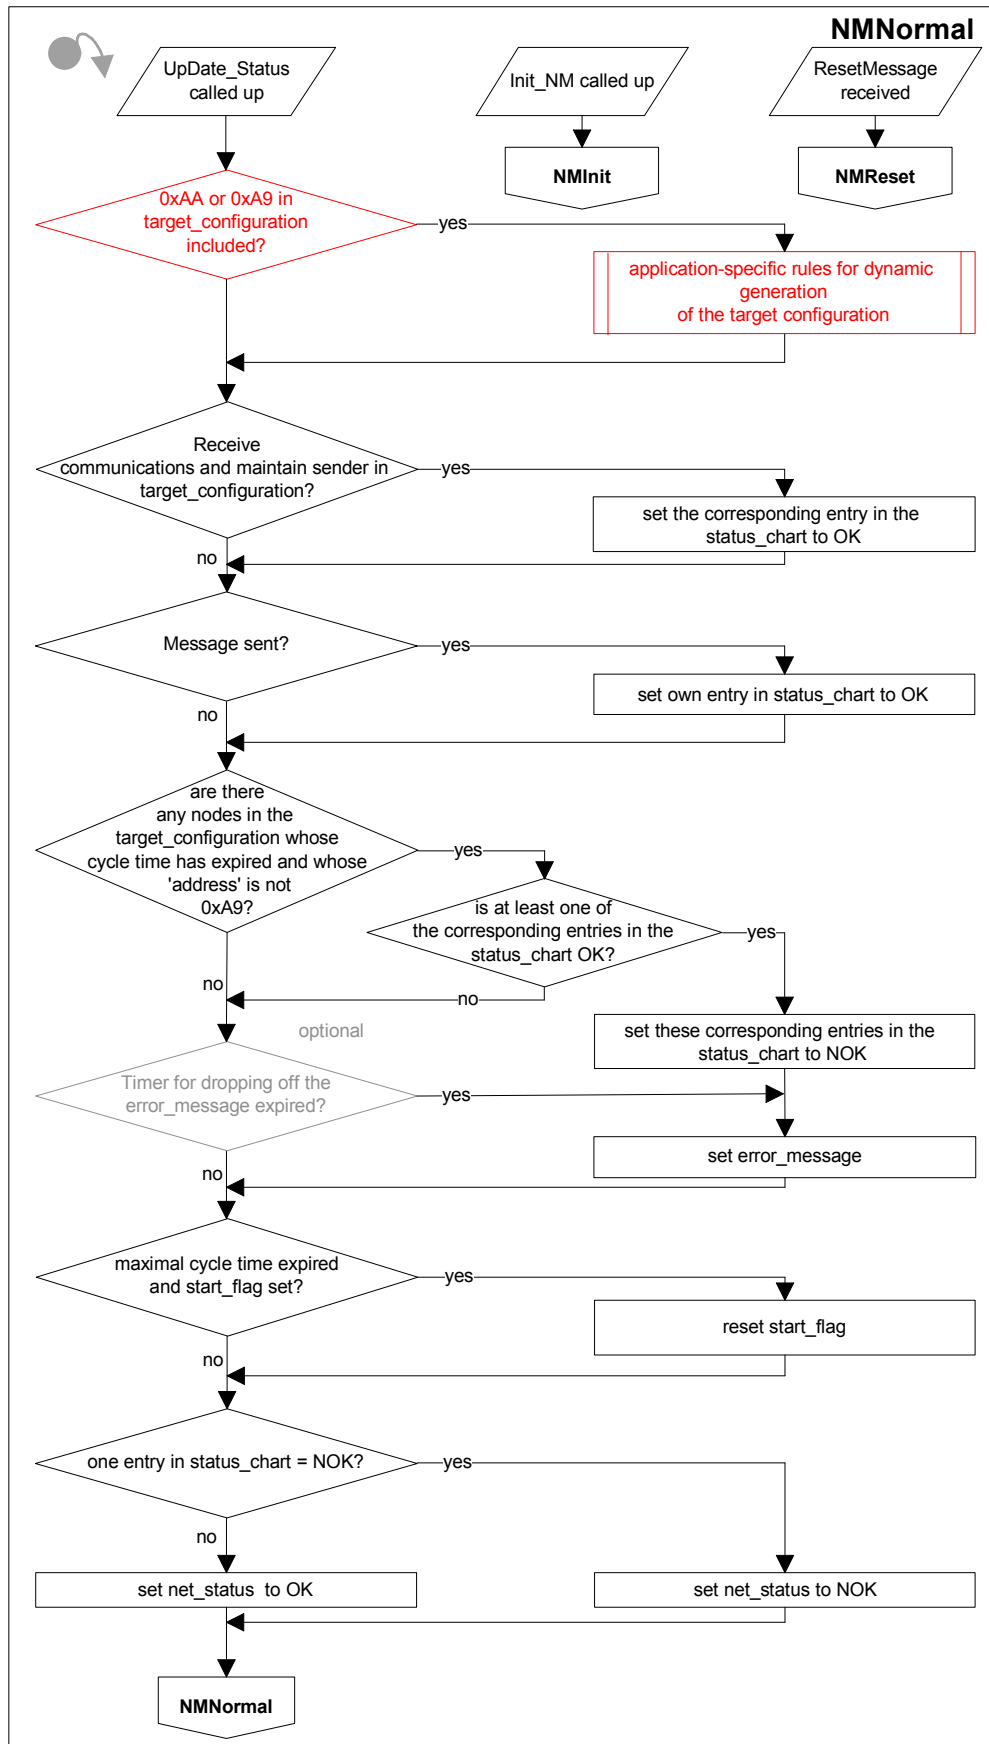 NMNormal
UpDate_Status
called up
Init_NM called up
ResetMessage
received
NMInit
NMReset
0xAA or 0xA9 in
target_configuration
included?
yes
application-specific rules for dynamic
generation
of the target configuration
Receive
communications and maintain sender in
target_configuration?
yes
set the corresponding entry in the
status_chart to OK
no
Message sent?
yes
set own entry in status_chart to OK
no
are there
any nodes in the
target_configuration whose
cycle time has expired and whose
'address' is not
0xA9?
yes
is at least one of
the corresponding entries in the
status_chart OK?
yes
no
no
set these corresponding entries in the
status_chart to NOK
optional
Timer for dropping off the
error_message expired?
yes
set error_message
no
maximal cycle time expired
and start_flag set?
yes
reset start_flag
no
one entry in status_chart = NOK?
yes
no
set net_status to OK
set net_status to NOK
NMNormal